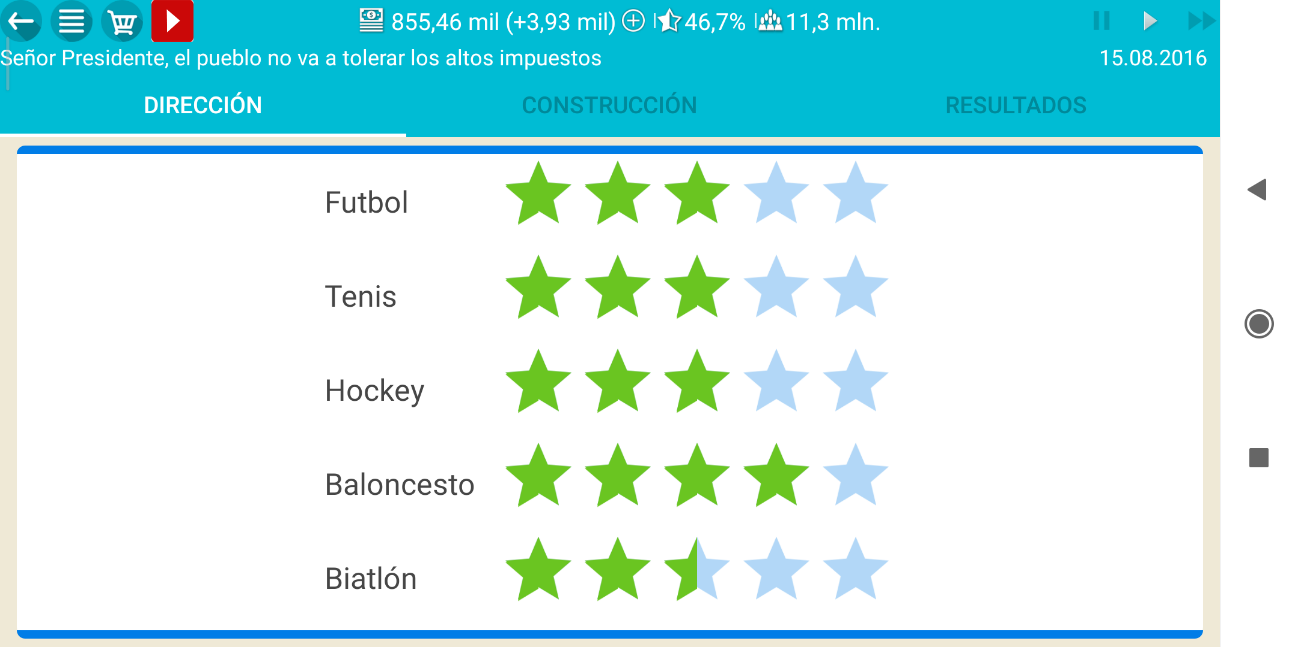 855,46 mil (+3,93 mil) 46,7% 11,3 mln.
Señor Presidente, el pueblo no va a tolerar los altos impuestos 15.08.2016
DIRECCIÓN CONSTRUCCIÓN RESULTADOS
Futbol
Tenis
Hockey
Baloncesto
Biatlón